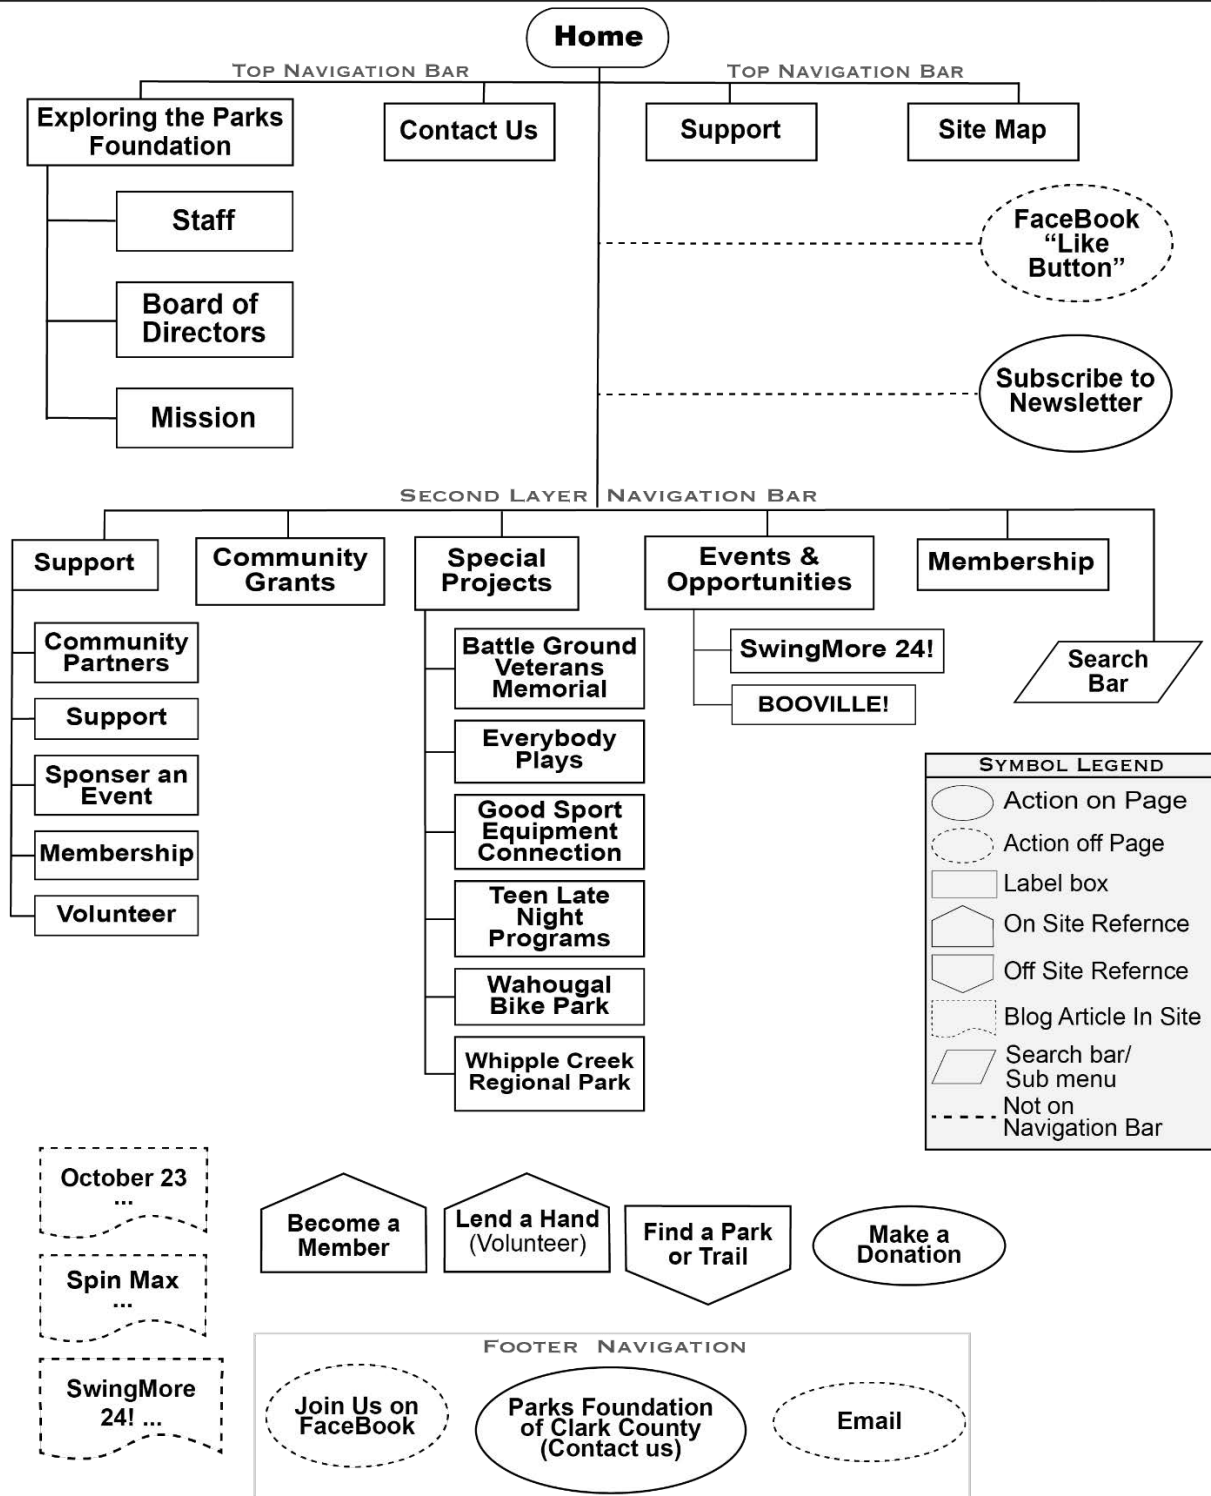 Home
TOP NAVIGATION BAR
TOP NAVIGATION BAR
Exploring the Parks
Foundation
Contact Us
Support
Site Map
Staff
Board of
Directors
Mission
FaceBook
“Like
Button”
Subscribe to
Newsletter
SECOND LAYER NAVIGATION BAR
Support
Community
Grants
Special
Projects
Events &
Opportunities
Membership
Search
Bar
Community
Partners
Support
Sponser an
Event
Membership
Volunteer
Battle Ground
Veterans
Memorial
Everybody
Plays
Good Sport
Equipment
Connection
Teen Late
Night
Programs
Wahougal
Bike Park
Whipple Creek
Regional Park
SwingMore 24!
BOOVILLE!
SYMBOL LEGEND
Action on Page
Action off Page
Label box
On Site Refernce
Off Site Refernce
Blog Article In Site
Search bar/
Sub menu
Not on
Navigation Bar
October 23
...
Spin Max
...
SwingMore
24! ...
Become a
Member
Lend a Hand
(Volunteer)
Find a Park
or Trail
Make a
Donation
FOOTER NAVIGATION
Join Us on
FaceBook
Parks Foundation
of Clark County
(Contact us)
Email